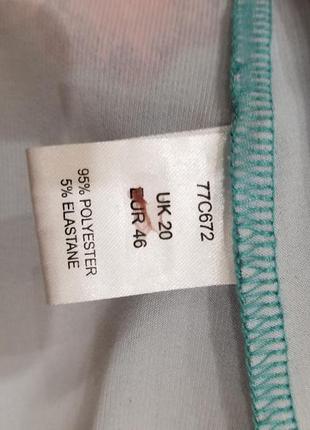 77C672
UK 20
EUR 46
95% POLYESTER
5% ELASTANE